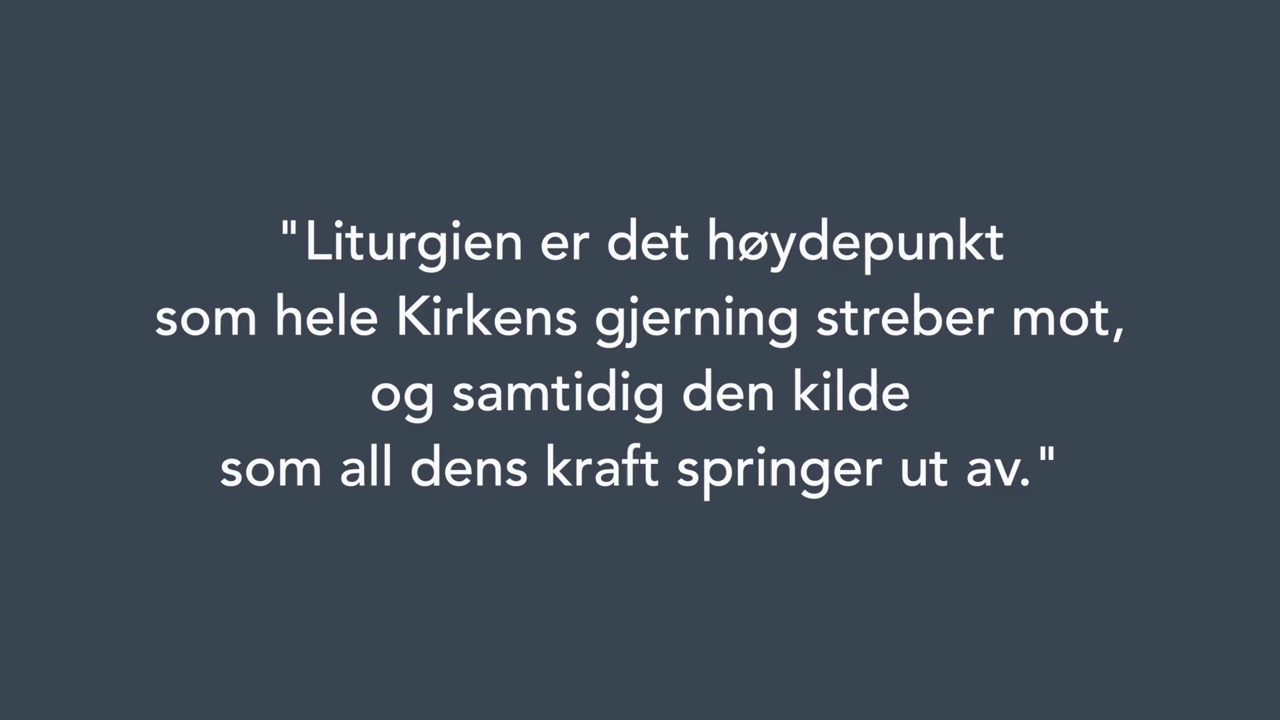 "Liturgien er det høydepunkt
som hele Kirkens gjerning streber mot,
og samtidig den kilde
som all dens kraft springer ut av."